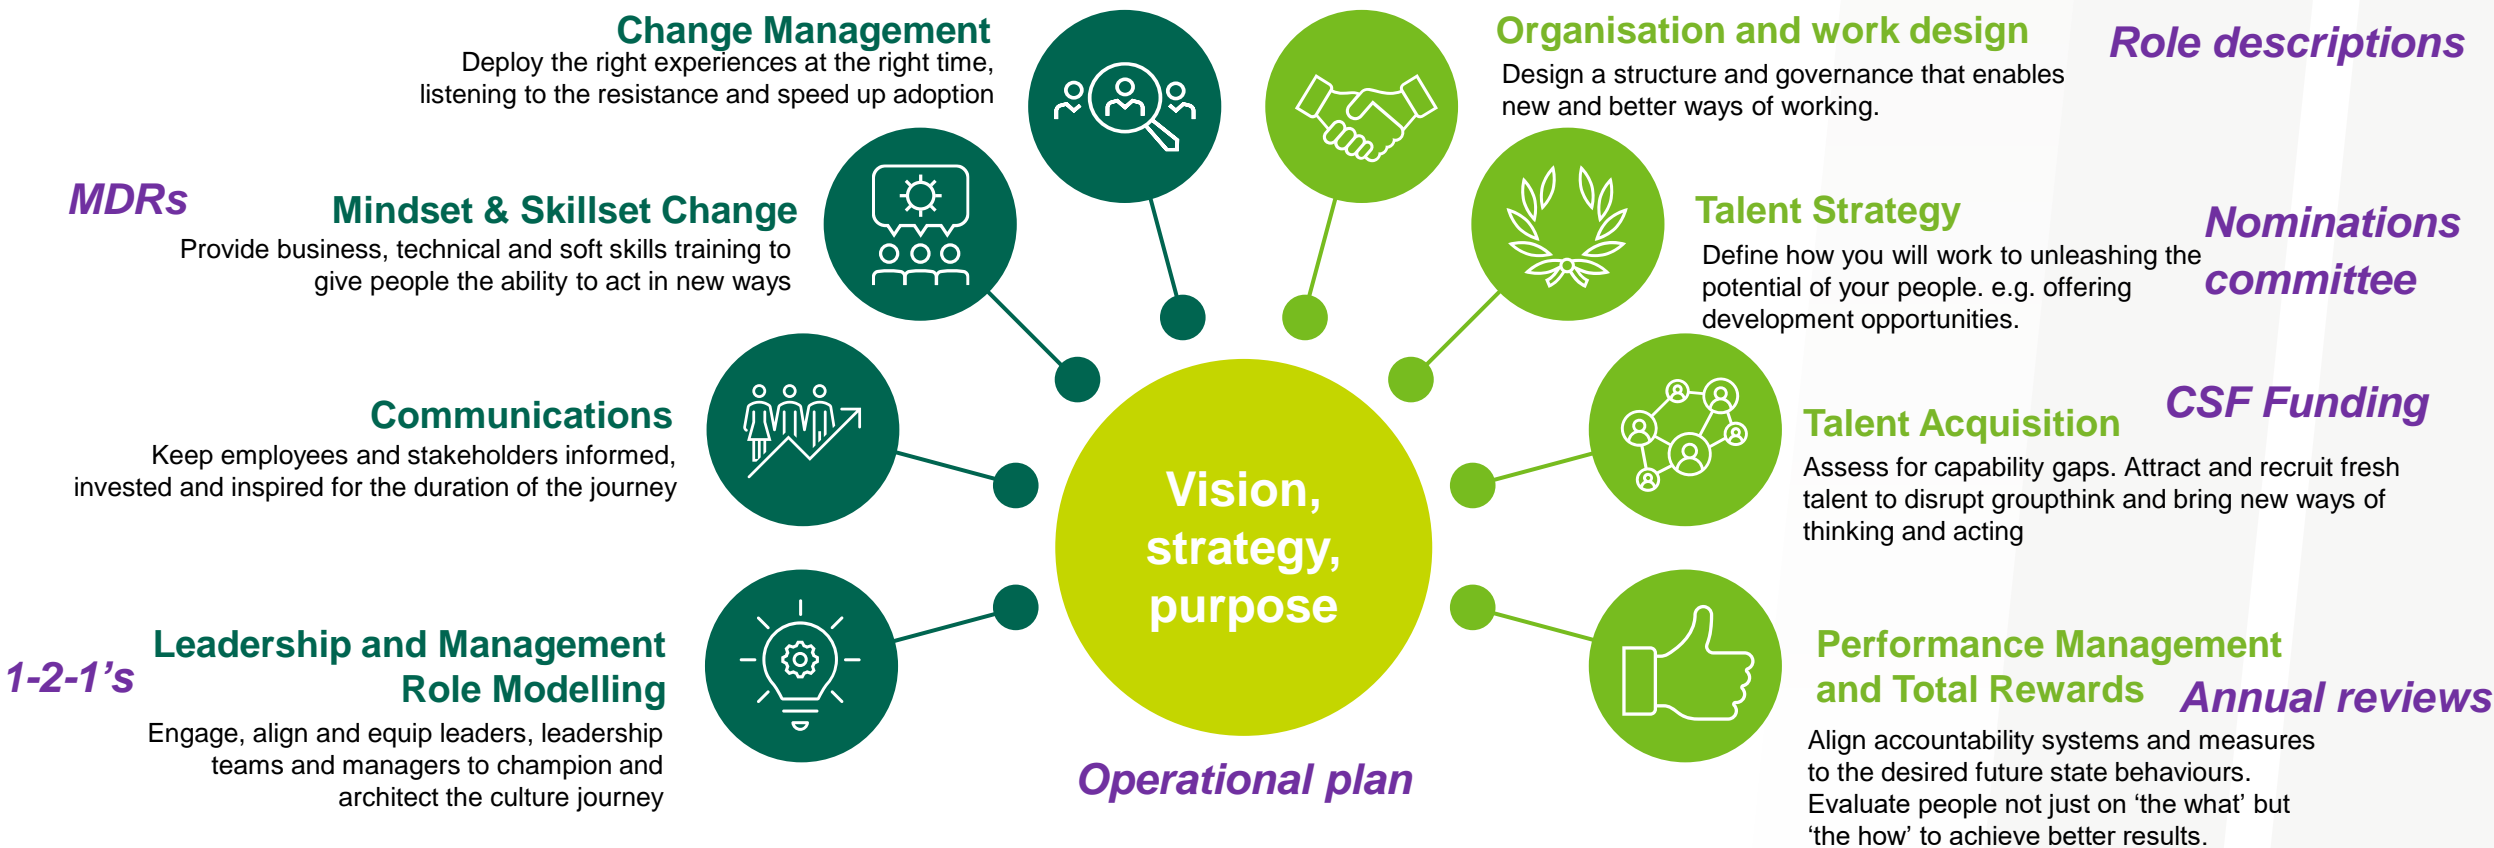 Change Management
Deploy the right experiences at the right time,
listening to the resistance and speed up adoption
Organisation and work design
Design a structure and governance that enables
new and better ways of working.
Role descriptions
MDRs
Mindset & Skillset Change
Provide business, technical and soft skills training to
give people the ability to act in new ways
Talent Strategy
Define how you will work to unleashing the
potential of your people. e.g. offering
development opportunities.
Nominations
committee
Communications
Keep employees and stakeholders informed,
invested and inspired for the duration of the journey
Talent Acquisition
Assess for capability gaps. Attract and recruit fresh
talent to disrupt groupthink and bring new ways of
thinking and acting
CSF Funding
Vision,
strategy,
purpose
1-2-1’s
Leadership and Management
Role Modelling
Engage, align and equip leaders, leadership
teams and managers to champion and
architect the culture journey
Operational plan
Performance Management
and Total Rewards
Annual reviews
Align accountability systems and measures
to the desired future state behaviours.
Evaluate people not just on ‘the what’ but
‘the how’ to achieve better results.